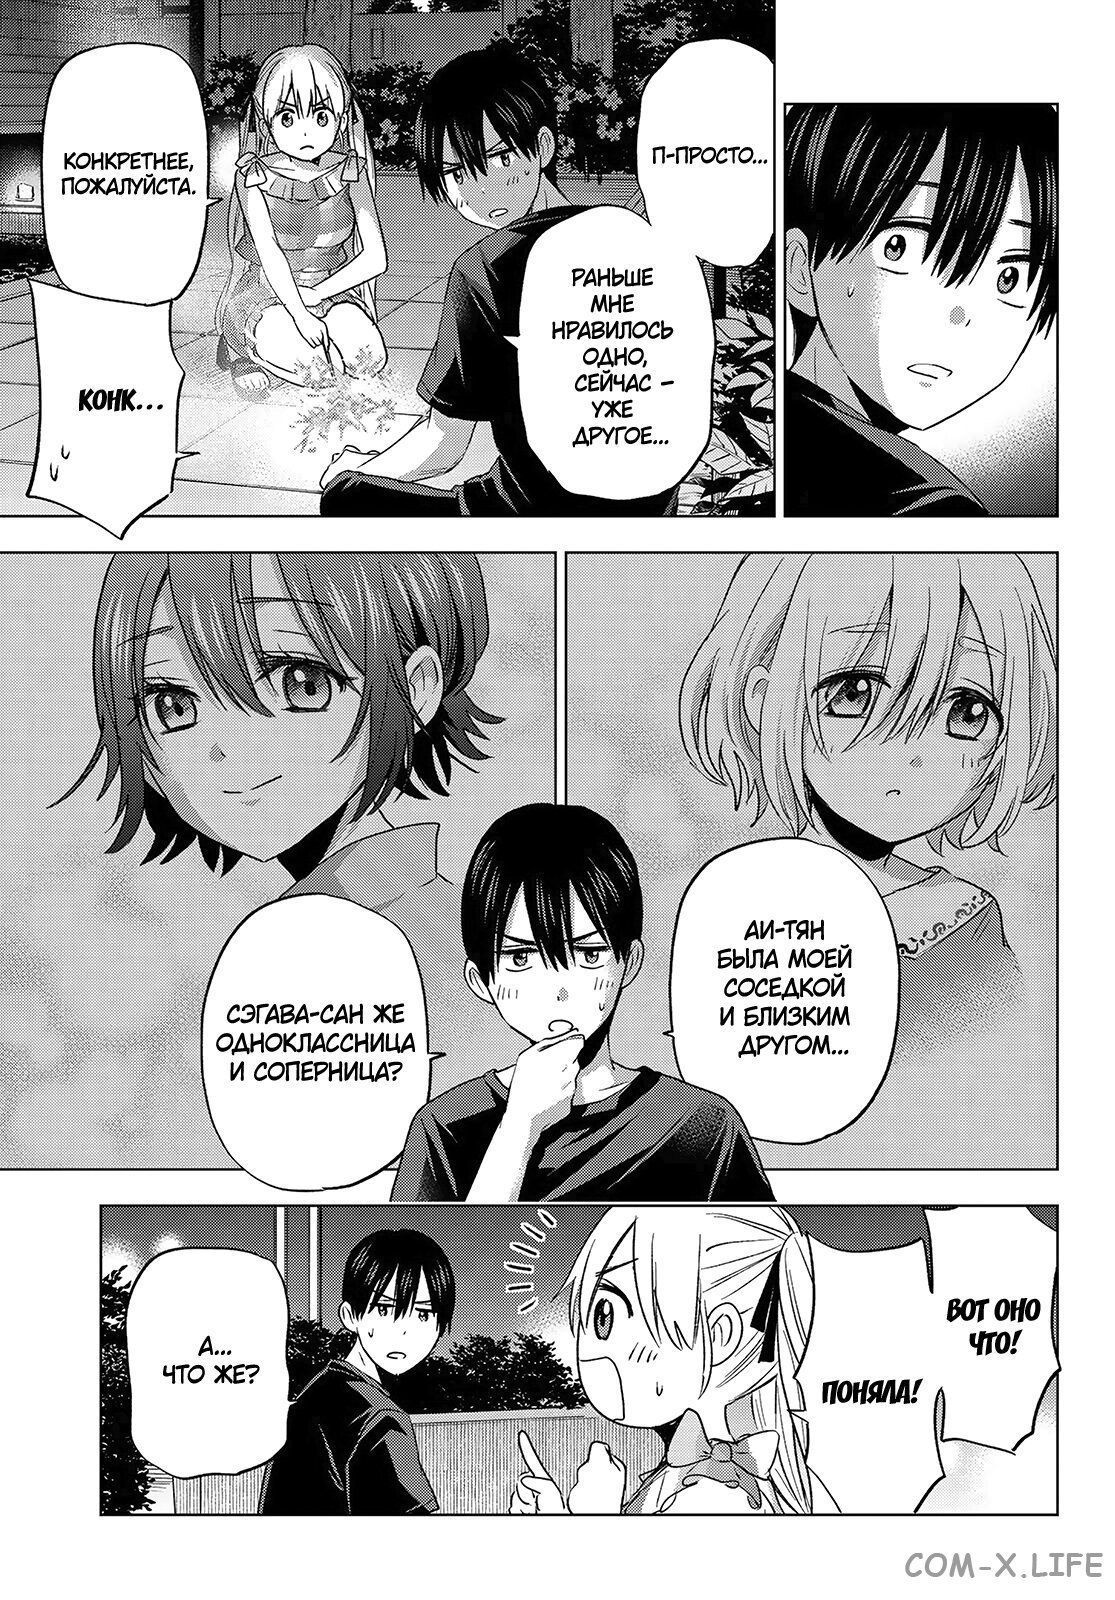 П-ПРОСТО...
РАНЬШЕ
МНЕ
НРАВИЛОСЬ
ОДНО,
СЕЙЧАС –
УЖЕ
ДРУГОЕ...
КОНКРЕТНЕЕ,
ПОЖАЛУЙСТА.
КОНК...
АИ-ТЯН
БЫЛА МОЕЙ
СОСЕДКОЙ
И БЛИЗКИМ
ДРУГОМ...
СЭГАВА-САН ЖЕ
ОДНОКЛАССНИЦА
И СОПЕРНИЦА?
ВОТ ОНО
ЧТО!
ПОНЯЛА!
А...
ЧТО ЖЕ?
COM-X.LIFE